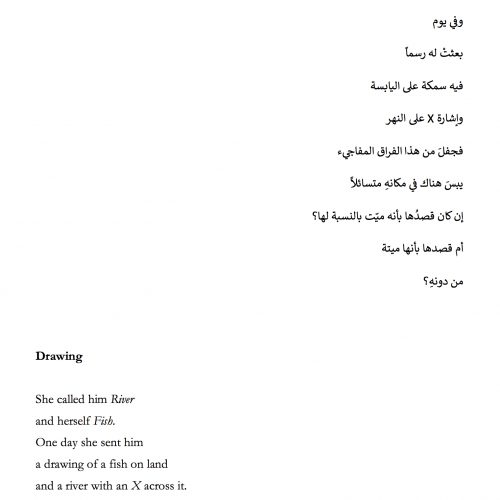 وفي يوم
بعثتْ له رسماً
فيه سمكة على اليابسة
وإشارة X على النهر
فجفلَ من هذا الفراق المفاجيء
يبسَ هناك في مكانهِ متسائلاً
إن كان قصدُها بأنه ميّت بالنسبة لها؟
أم قصدها بأنها ميتة
من دونهِ؟
Drawing
She called him River
and herself Fish.
One day she sent him
a drawing of a fish on land
and a river with an X across it.